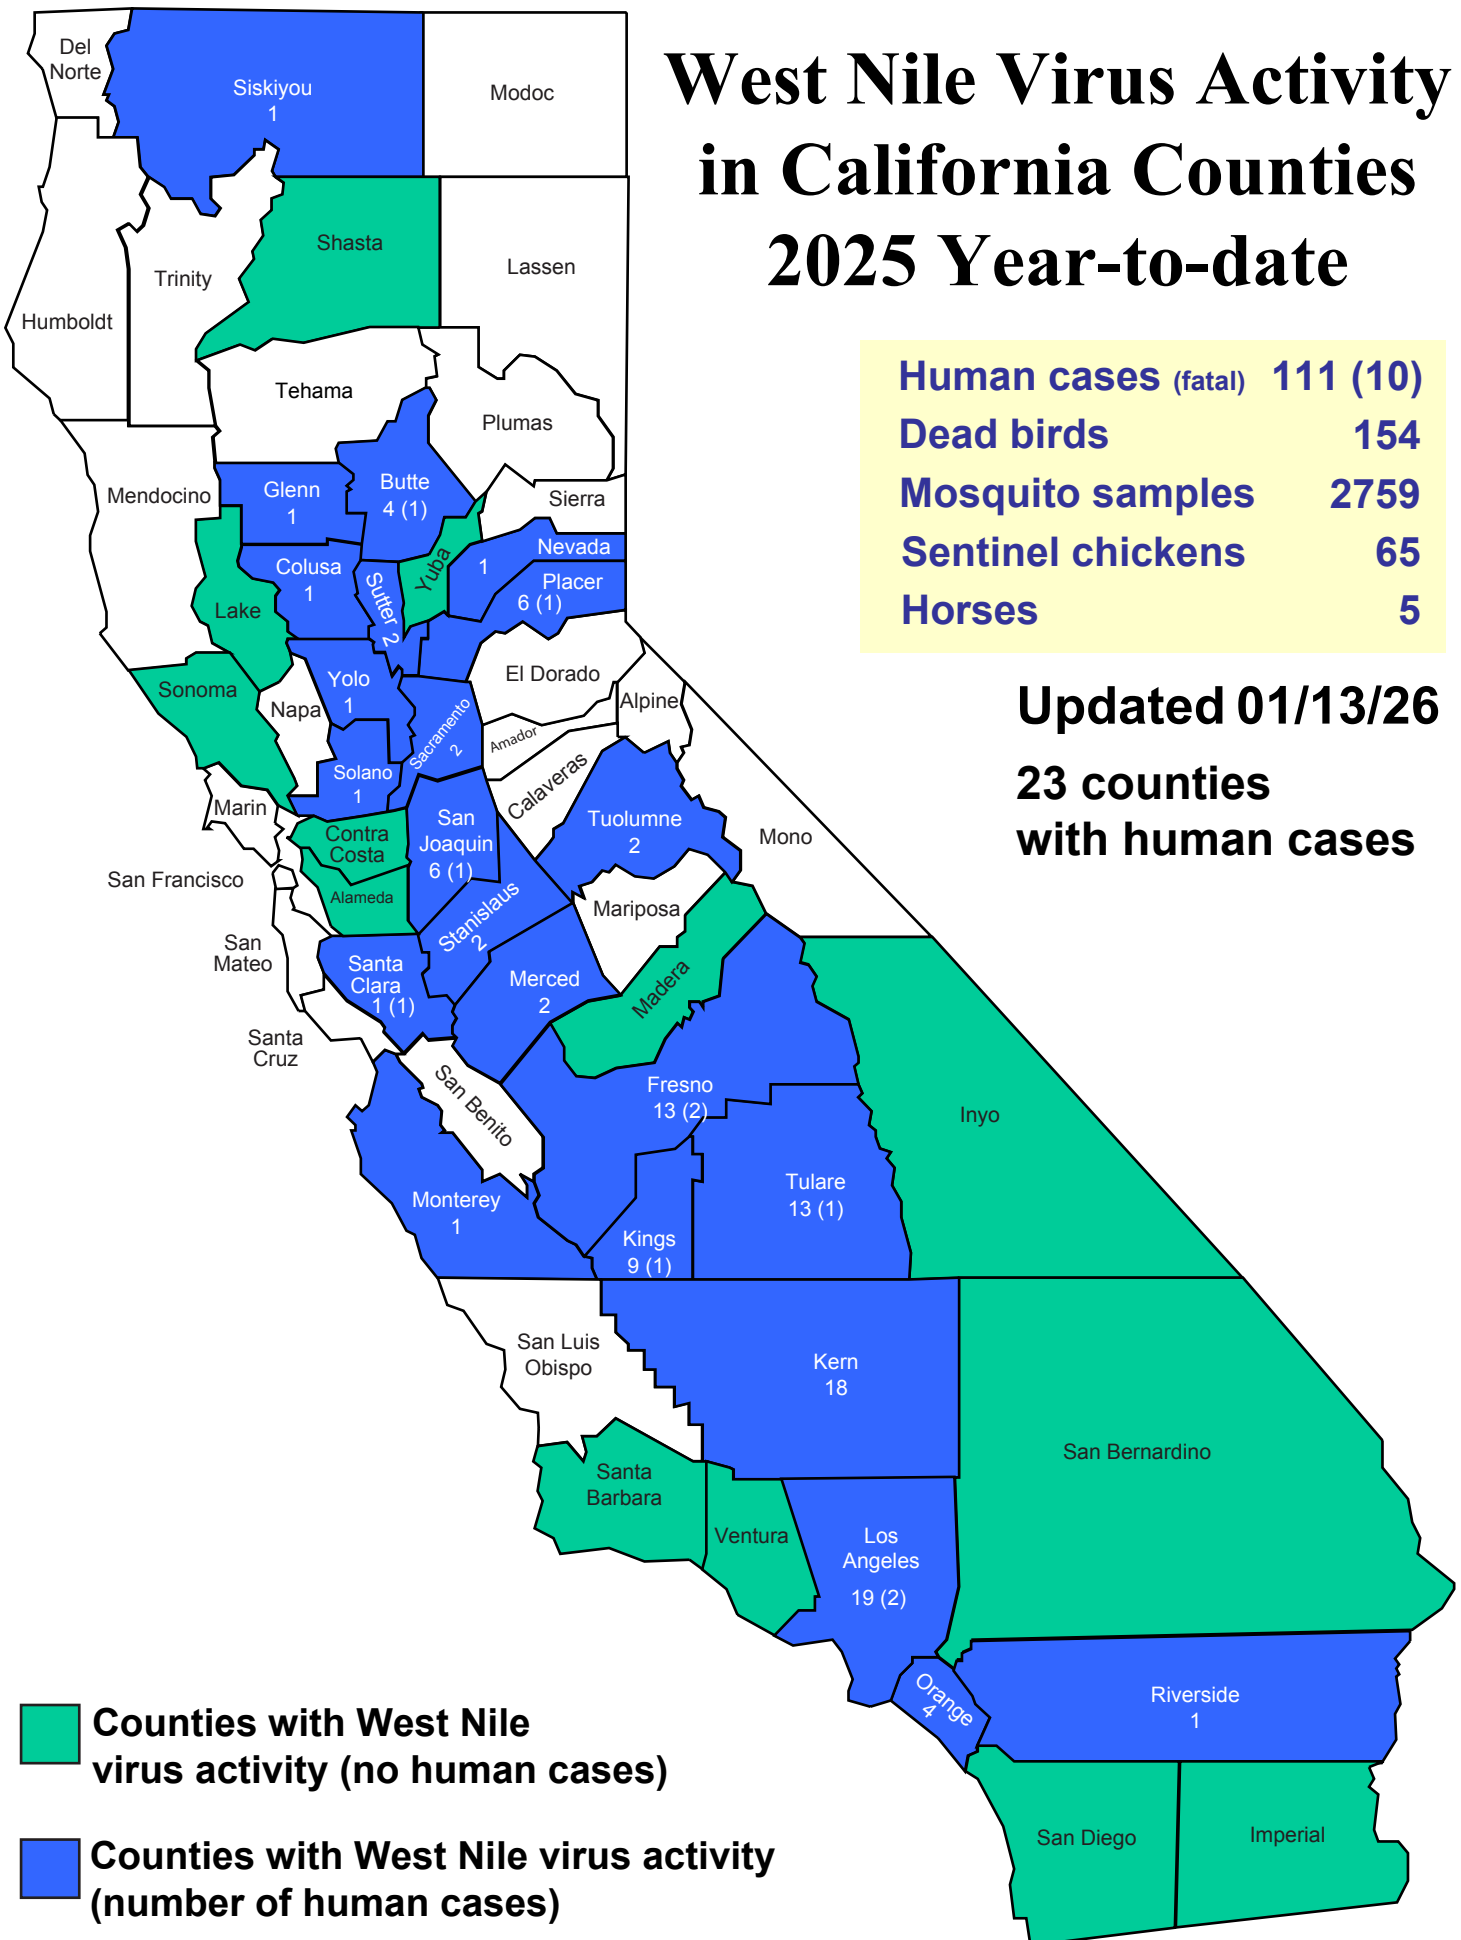 West Nile Virus Activity
in California Counties
2025 Year-to-date
Human cases (fatal) 111 (10)
Dead birds 154
Mosquito samples 2759
Sentinel chickens 65
Horses 5
Updated 01/13/26
23 counties
with human cases
Del
Norte
Siskiyou
1
Modoc
Shasta
Lassen
Trinity
Humboldt
Tehama
Plumas
Mendocino
Glenn
1
Butte
4 (1)
Sierra
Nevada
1
Colusa
1
Sutter 2
Yuba
Placer
6 (1)
Lake
El Dorado
Sonoma
Napa
Yolo
1
Sacramento
2
Alpine
Amador
Calaveras
Solano
1
Marin
Contra
Costa
San
Joaquin
6 (1)
Tuolumne
2
Mono
San Francisco
Alameda
Stanislaus
2
Mariposa
San
Mateo
Santa
Clara
1 (1)
Merced
2
Madera
Santa
Cruz
San Benito
Fresno
13 (2)
Inyo
Monterey
1
Tulare
13 (1)
Kings
9 (1)
San Luis
Obispo
Kern
18
San Bernardino
Santa
Barbara
Ventura
Los
Angeles
19 (2)
Orange
4
Riverside
1
San Diego
Imperial
Counties with West Nile
virus activity (no human cases)
Counties with West Nile virus activity
(number of human cases)